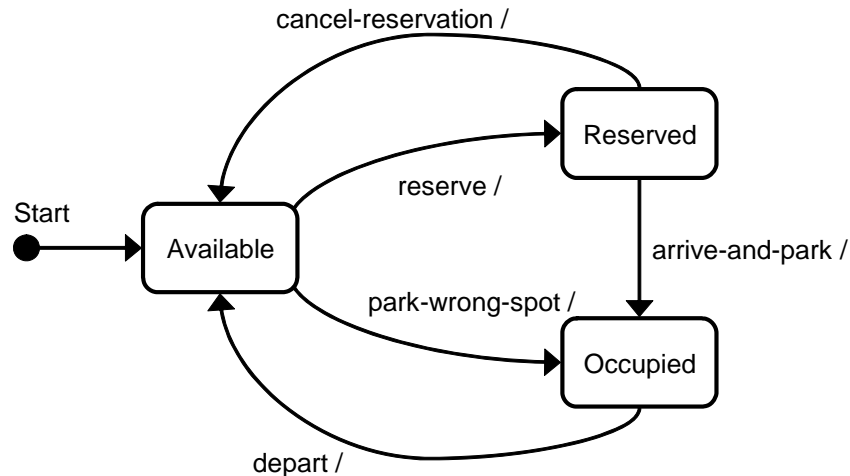 cancel-reservation /
Reserved
reserve /
Start
Available
arrive-and-park /
park-wrong-spot /
Occupied
depart /